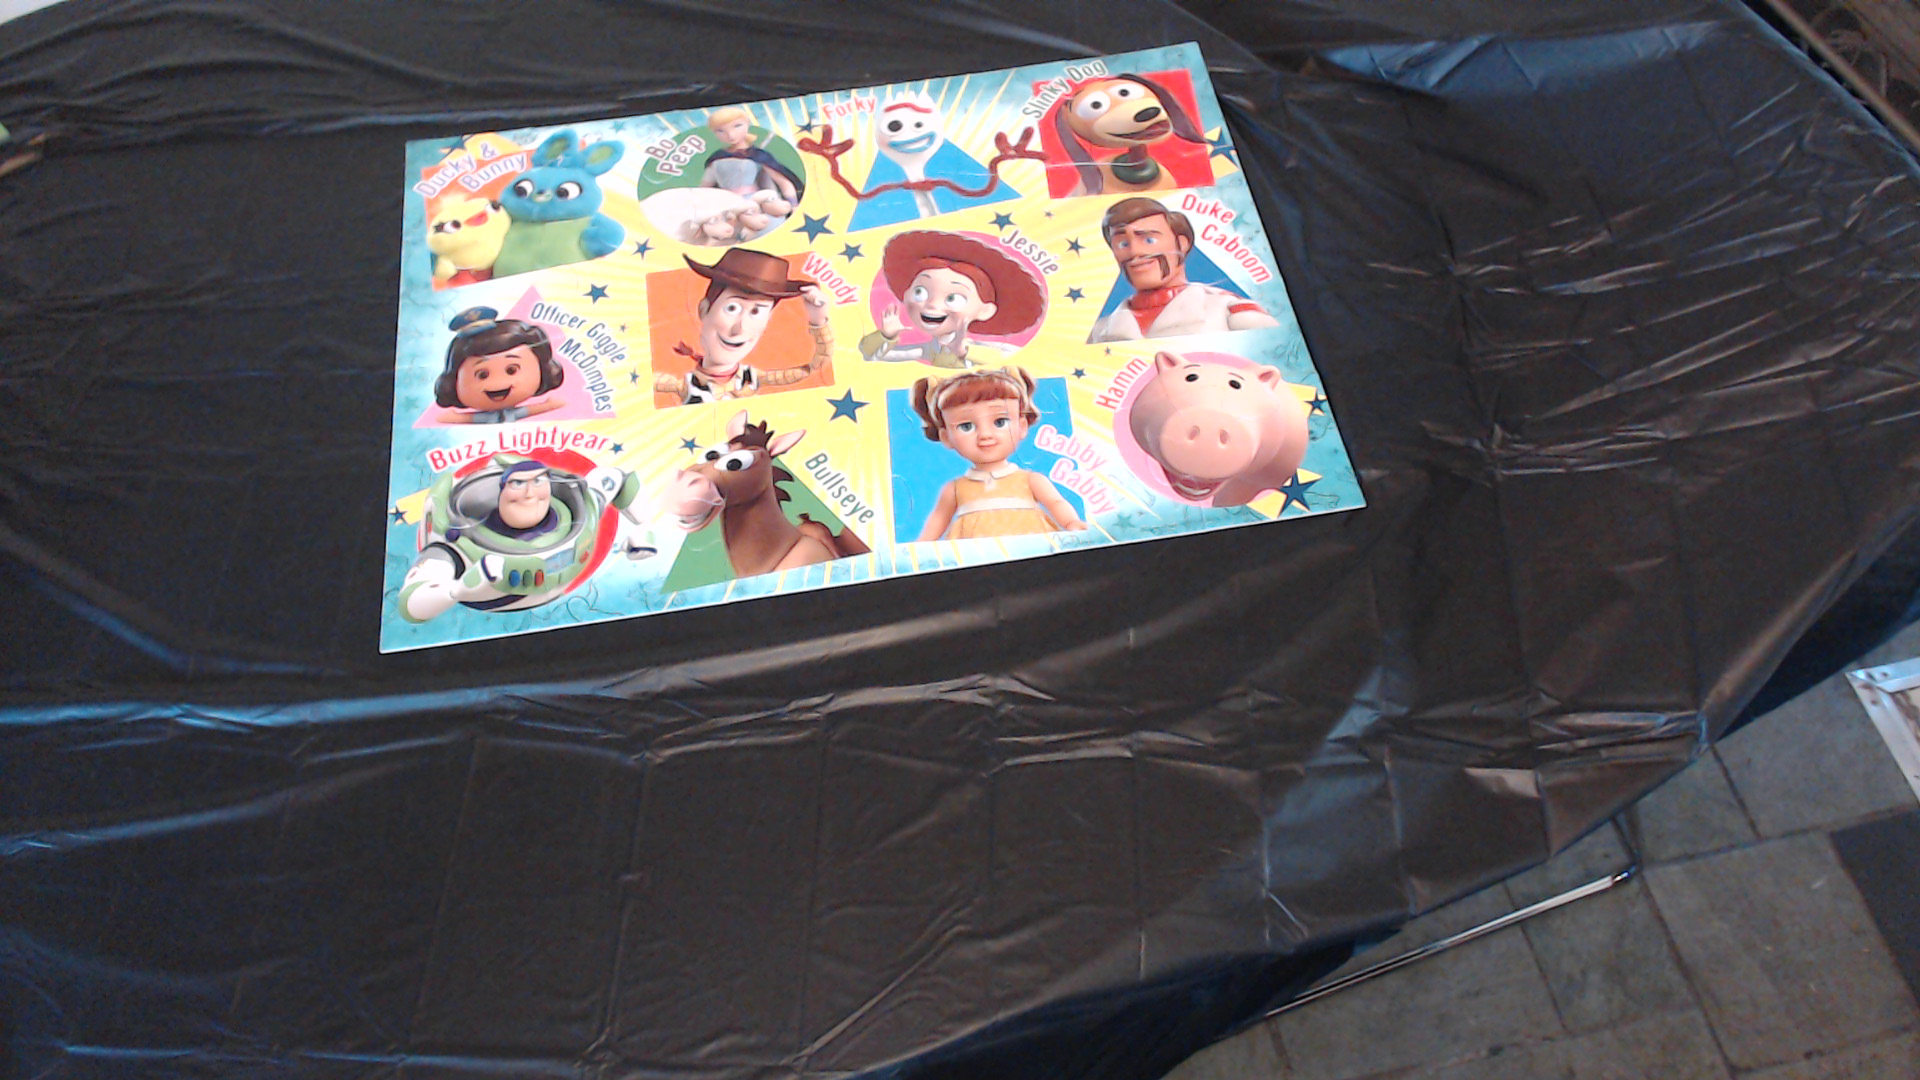 Ducky &
Bunny
Bo
Peep
Forky
Slinky Dog
Officer Giggle
McDimples
Woody
Jessie
Duke
Caboom
Buzz Lightyear
Bullseye
Gabby
Gabby
Hamm